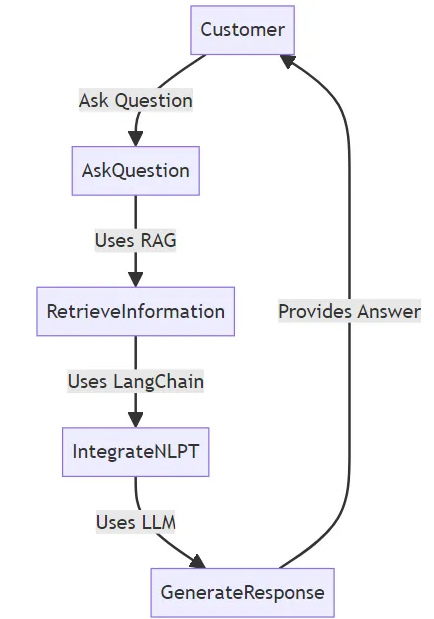 Customer
Ask Question
AskQuestion
Uses RAG
RetrieveInformation
Provides Answer
Uses LangChain
IntegrateNLPT
Uses LLM
GenerateResponse